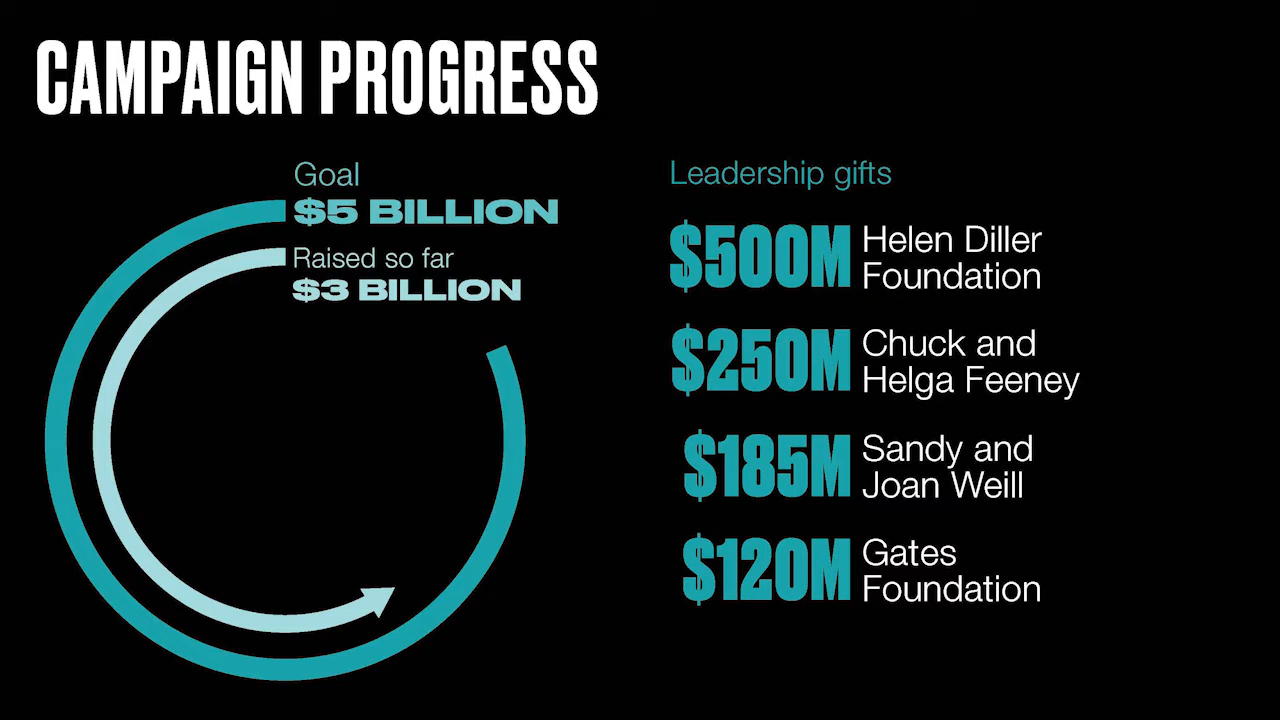 CAMPAIGN PROGRESS
Goal
$5 BILLION
Raised so far
$3 BILLION
Leadership gifts
$500M Helen Diller
Foundation
$250M Chuck and
Helga Feeney
$185M Sandy and
Joan Weill
$120M Gates
Foundation